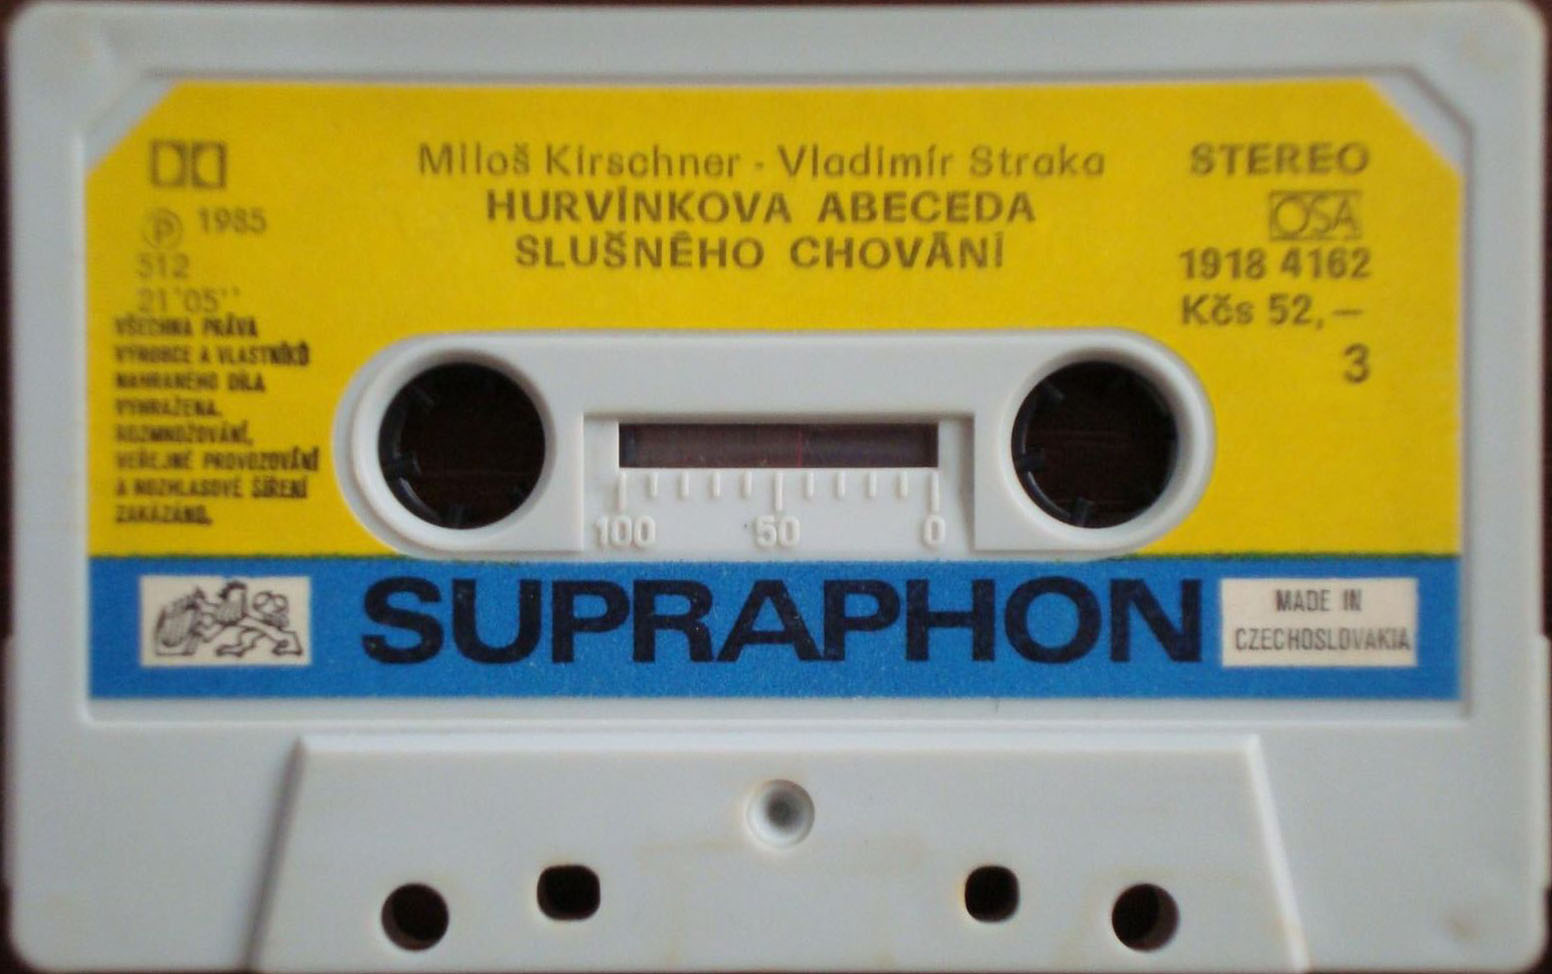 Miloš Kirschner - Vladimír Straka
HURVÍNKOVA ABECEDA
SLUŠNÉHO CHOVÁNÍ
STEREO
OSA
1918 4162
Kčs 52,—
3
Ⓟ 1985
512
21'05''
VŠECHNA PRÁVA
VÝROBCE A VLASTNÍKŮ
NAHRANÉHO DÍLA
VYHRAŽENA.
ROZMNOŽOVÁNÍ,
VEŘEJNÉ PROVOZOVÁNÍ
A ROZHLASOVÉ ŠÍŘENÍ
ZAKÁZÁNO.
100 50 0
SUPRAPHON
MADE IN
CZECHOSLOVAKIA